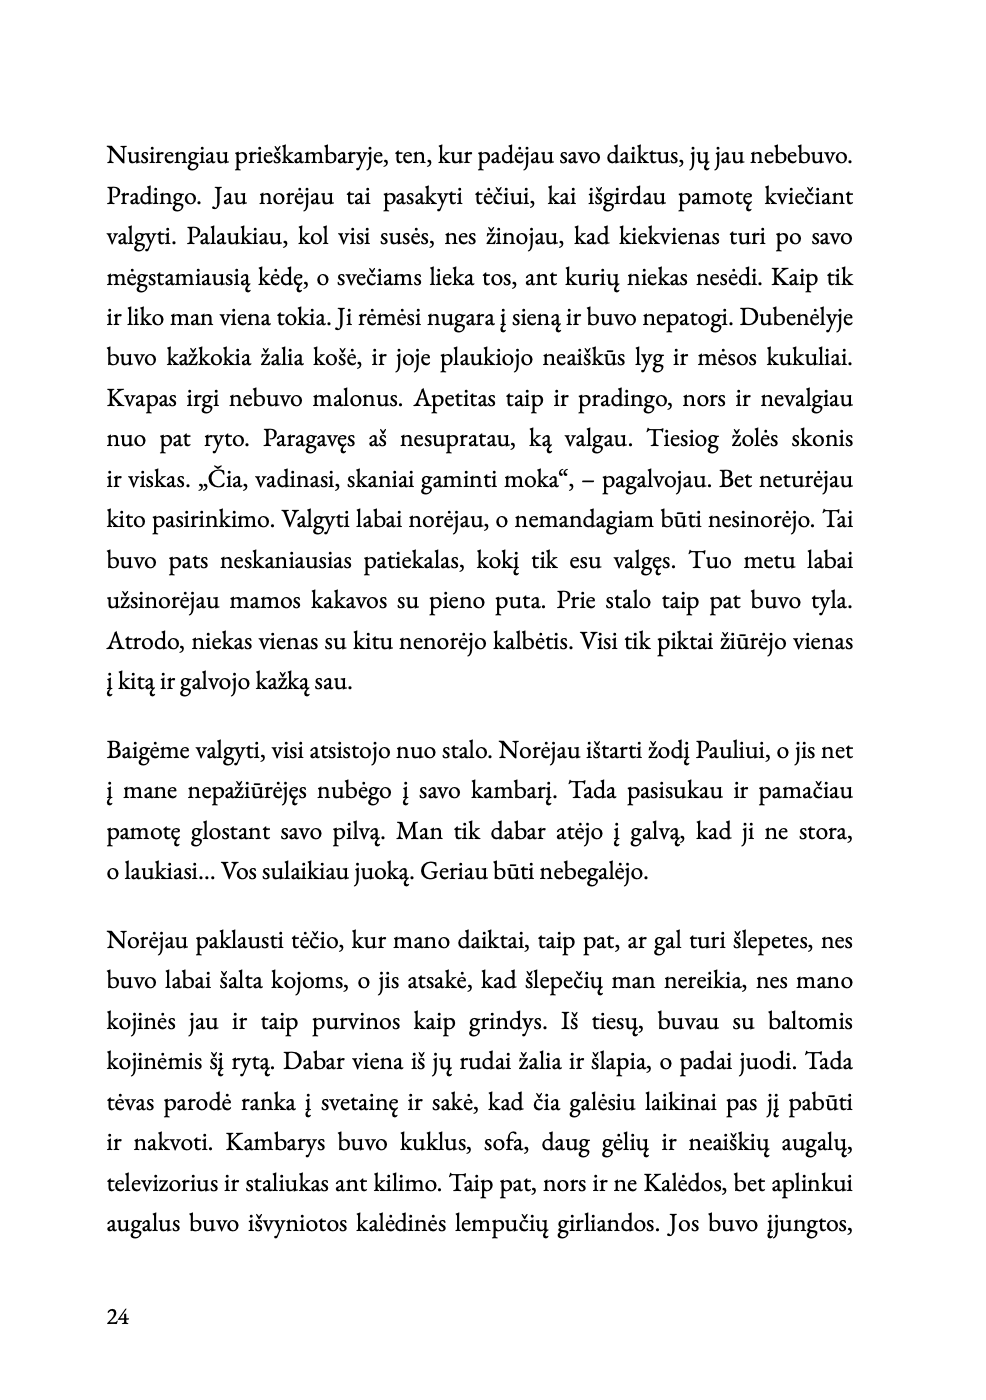 Nusirengiau prieškambaryje, ten, kur padėjau savo daiktus, jų jau nebebuvo.
Pradingo. Jau norėjau tai pasakyti tėčiui, kai išgirdau pamotę kviečiant
valgyti. Palaukiau, kol visi susės, nes žinojau, kad kiekvienas turi po savo
mėgstamiausią kėdę, o svečiams lieka tos, ant kurių niekas nesėdi. Kaip tik
ir liko man viena tokia. Ji rėmėsi nugara į sieną ir buvo nepatogi. Dubenėlyje
buvo kažkokia žalia košė, ir joje plaukiojo neaiškūs lyg ir mėsos kukuliai.
Kvapas irgi nebuvo malonus. Apetitas taip ir pradingo, nors ir nevalgiau
nuo pat ryto. Paragavęs aš nesupratau, ką valgau. Tiesiog žolės skonis
ir viskas. „Čia, vadinasi, skaniai gaminti moka“, – pagalvojau. Bet neturėjau
kito pasirinkimo. Valgyti labai norėjau, o nemandagiam būti nesinorėjo. Tai
buvo pats neskaniausias patiekalas, kokį tik esu valgęs. Tuo metu labai
užsinorėjau mamos kakavos su pieno puta. Prie stalo taip pat buvo tyla.
Atrodo, niekas vienas su kitu nenorėjo kalbėtis. Visi tik piktai žiūrėjo vienas
į kitą ir galvojo kažką sau.
Baigėme valgyti, visi atsistojo nuo stalo. Norėjau ištarti žodį Pauliui, o jis net
į mane nepažiūrėjęs nubėgo į savo kambarį. Tada pasisukau ir pamačiau
pamotę glostant savo pilvą. Man tik dabar atėjo į galvą, kad ji ne stora,
o laukiasi... Vos sulaikiau juoką. Geriau būti nebegalėjo.
Norėjau paklausti tėčio, kur mano daiktai, taip pat, ar gal turi šlepetes, nes
buvo labai šalta kojoms, o jis atsakė, kad šlepečių man nereikia, nes mano
kojinės jau ir taip purvinos kaip grindys. Iš tiesų, buvau su baltomis
kojinėmis šį rytą. Dabar viena iš jų rudai žalia ir šlapia, o padai juodi. Tada
tėvas parodė ranka į svetainę ir sakė, kad čia galėsiu laikinai pas jį pabūti
ir nakvoti. Kambarys buvo kuklus, sofa, daug gėlių ir neaiškių augalų,
televizorius ir staliukas ant kilimo. Taip pat, nors ir ne Kalėdos, bet aplinkui
augalus buvo išvyniotos kalėdinės lempučių girliandos. Jos buvo įjungtos,
24